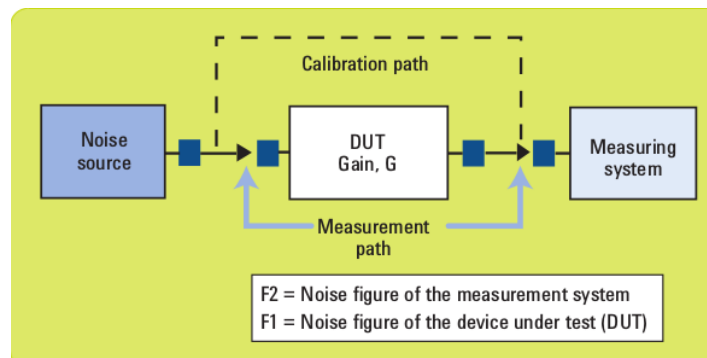 Calibration path
Noise
source
DUT
Gain, G
Measuring
system
Measurement
path
F2 = Noise figure of the measurement system
F1 = Noise figure of the device under test (DUT)